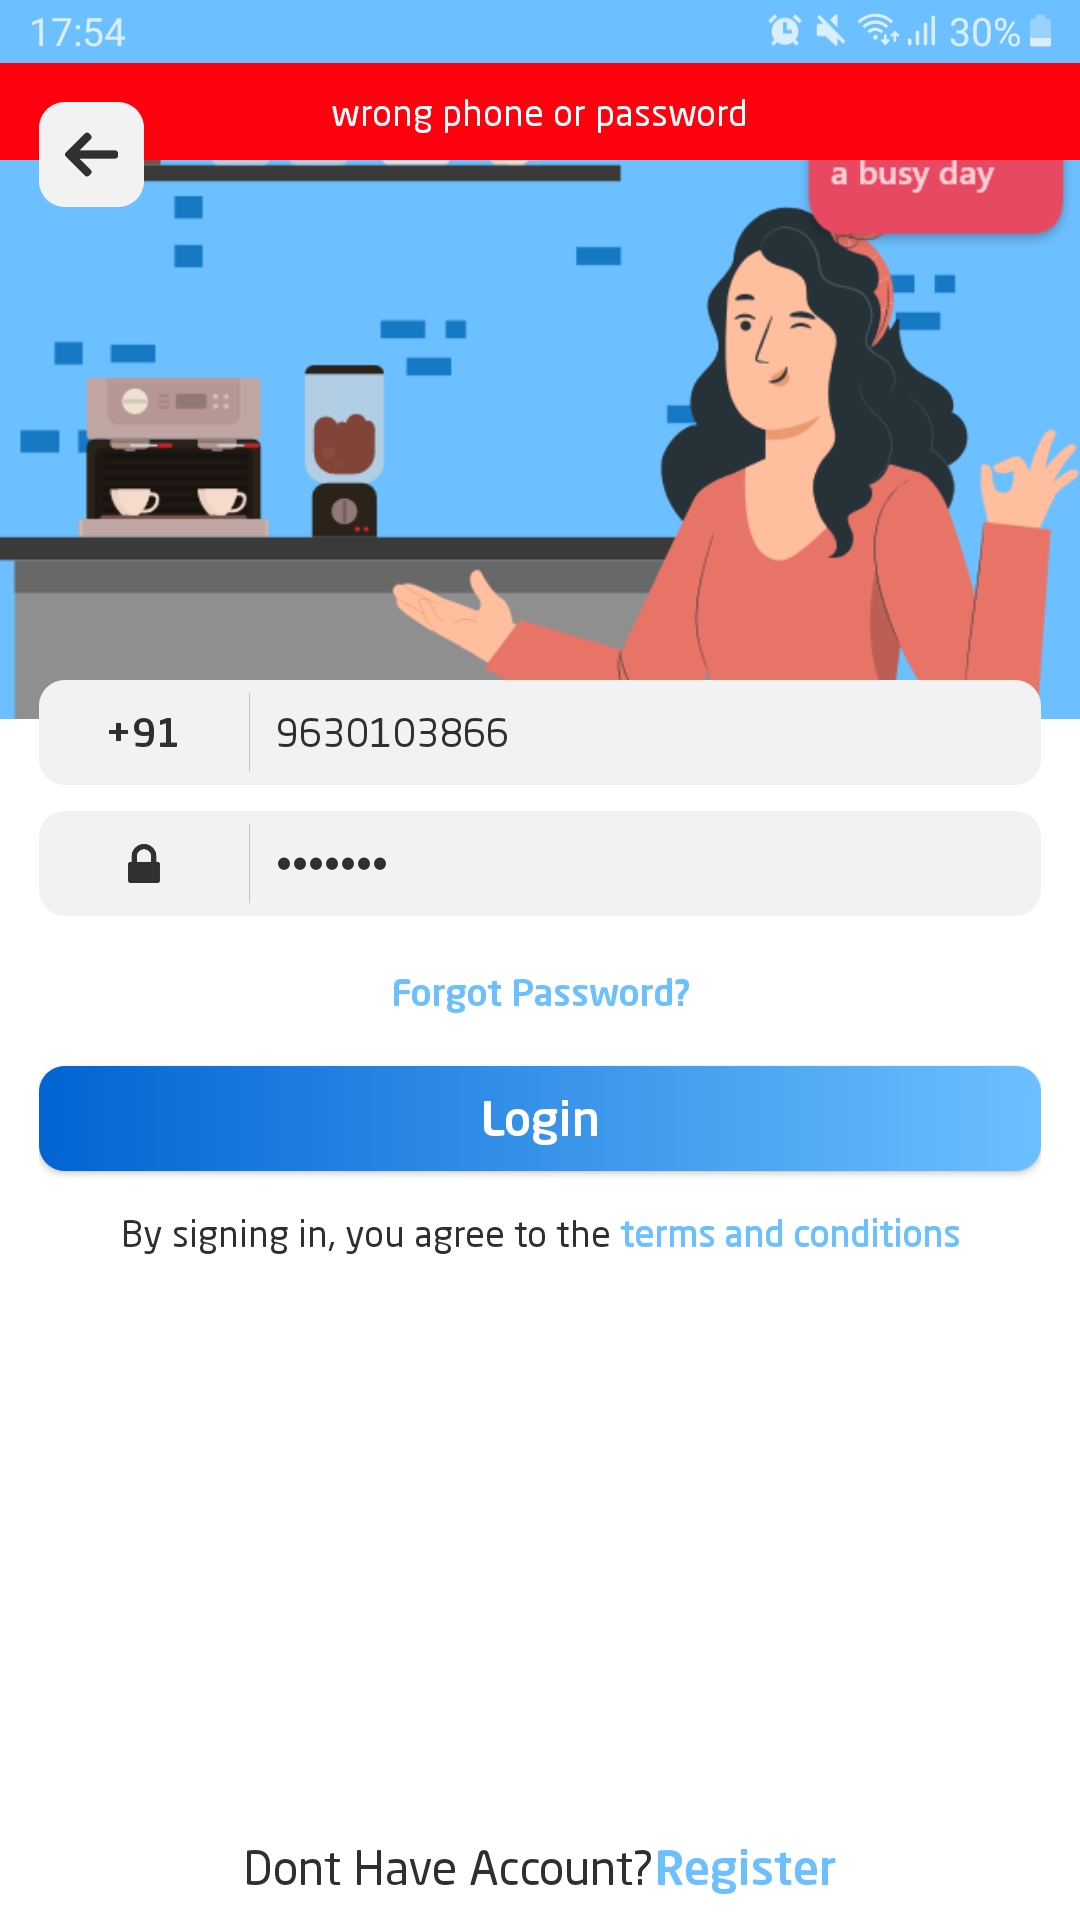 17:54
30%
wrong phone or password
a busy day
+91
9630103866
•••••••
Forgot Password?
Login
By signing in, you agree to the terms and conditions
Dont Have Account?Register